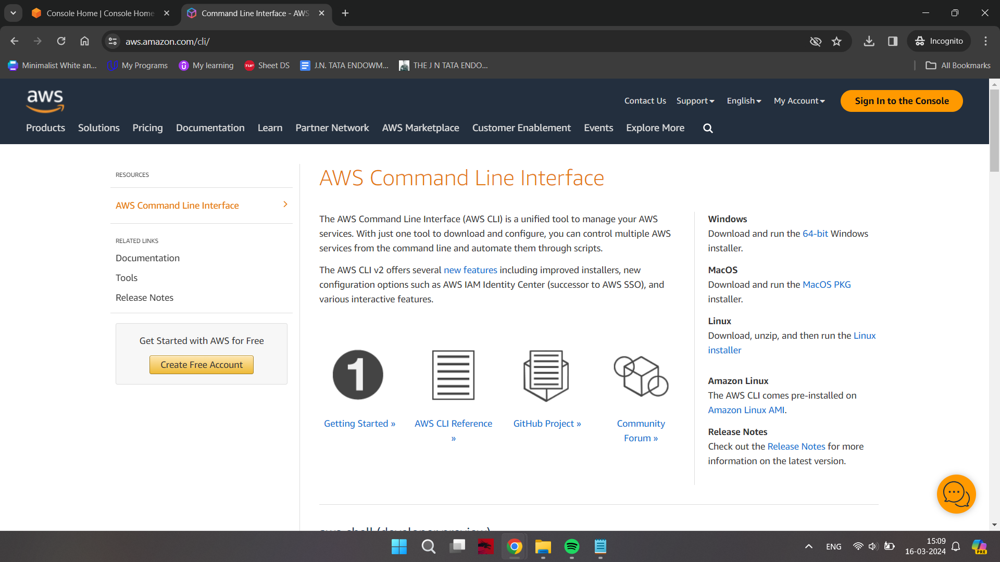 Console Home | Console Home
Command Line Interface - AWS
aws.amazon.com/cli/
Incognito
Minimalist White an...
My Programs
My learning
TUF
Sheet DS
J.N. TATA ENDOWM...
THE J N TATA ENDO...
All Bookmarks
aws
Contact Us
Support
English
My Account
Sign In to the Console
Products
Solutions
Pricing
Documentation
Learn
Partner Network
AWS Marketplace
Customer Enablement
Events
Explore More
RESOURCES
AWS Command Line Interface
RELATED LINKS
Documentation
Tools
Release Notes
Get Started with AWS for Free
Create Free Account
AWS Command Line Interface
The AWS Command Line Interface (AWS CLI) is a unified tool to manage your AWS
services. With just one tool to download and configure, you can control multiple AWS
services from the command line and automate them through scripts.
The AWS CLI v2 offers several new features including improved installers, new
configuration options such as AWS IAM Identity Center (successor to AWS SSO), and
various interactive features.
1
Getting Started »
AWS CLI Reference
»
GitHub Project »
Community
Forum »
Windows
Download and run the 64-bit Windows
installer.
MacOS
Download and run the MacOS PKG
installer.
Linux
Download, unzip, and then run the Linux
installer
Amazon Linux
The AWS CLI comes pre-installed on
Amazon Linux AMI.
Release Notes
Check out the Release Notes for more
information on the latest version.
aws-shell (developer preview)
ENG
15:09
16-03-2024
PRE